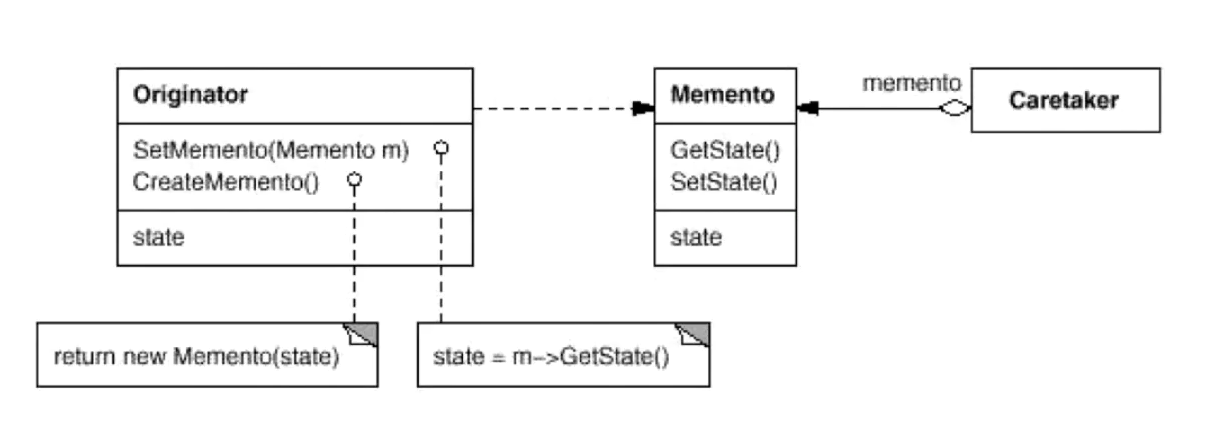 Originator
SetMemento(Memento m)
CreateMemento()
state
Memento
GetState()
SetState()
state
memento
Caretaker
return new Memento(state)
state = m->GetState()